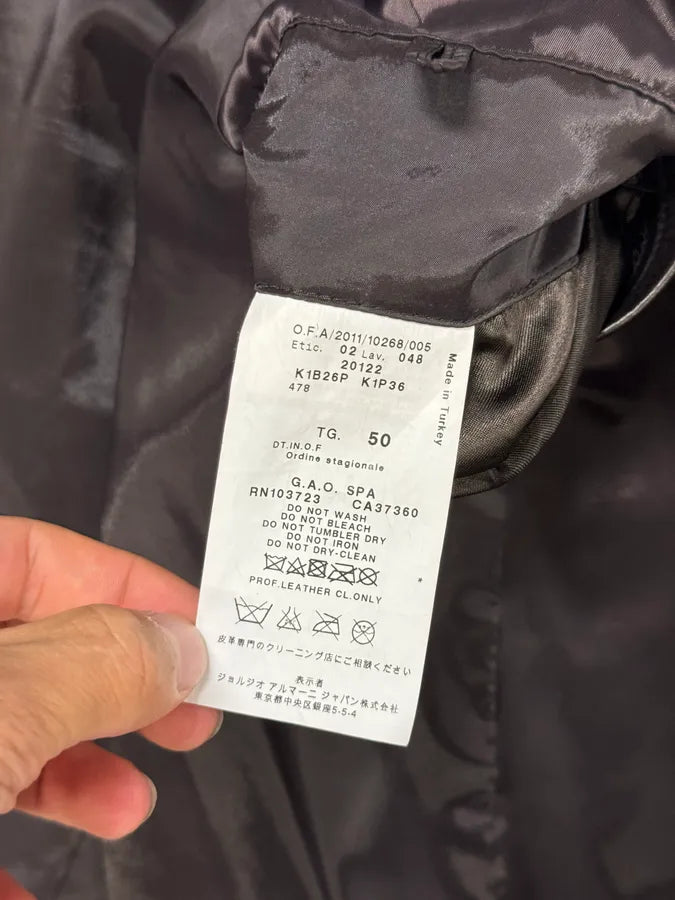 O.F.A/2011/10268/005
Etic. 02 Lav. 048
20122
K1B26P K1P36
478
Made in Turkey
TG. 50
DT.IN.O.F
Ordine stagionale
G.A.O. SPA
RN103723 CA37360
DO NOT WASH
DO NOT BLEACH
DO NOT TUMBLER DRY
DO NOT IRON
DO NOT DRY-CLEAN
*
PROF.LEATHER CL.ONLY
皮革専門のクリーニング店にご相談ください
表示者
ジョルジオ アルマーニ ジャパン株式会社
東京都中央区銀座5-5-4